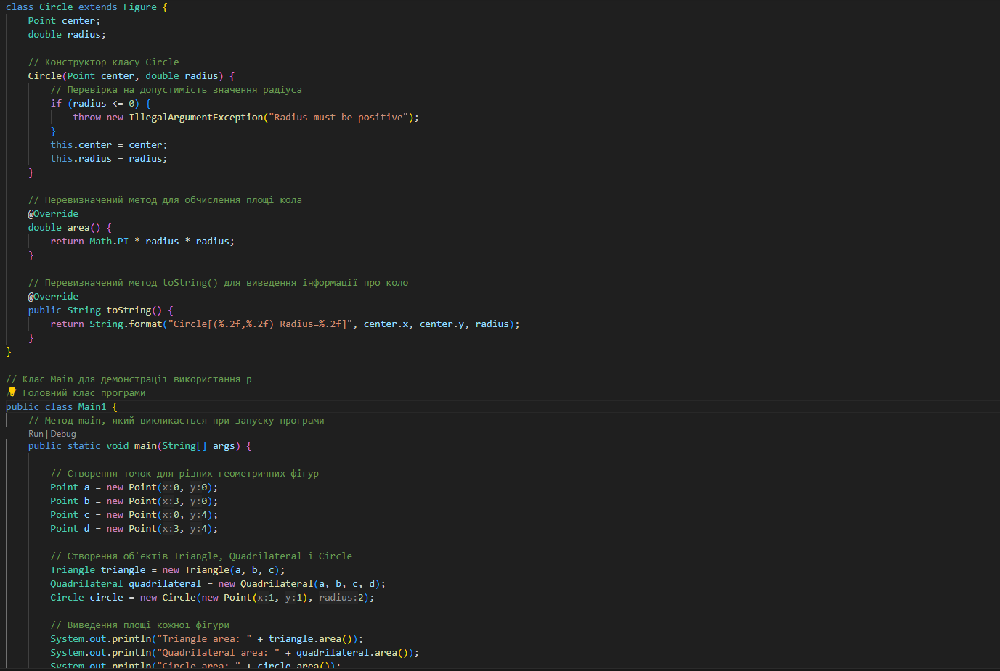 class Circle extends Figure {
    Point center;
    double radius;

    // Конструктор класу Circle
    Circle(Point center, double radius) {
        // Перевірка на допустимість значення радіуса
        if (radius <= 0) {
            throw new IllegalArgumentException("Radius must be positive");
        }
        this.center = center;
        this.radius = radius;
    }

    // Перевизначений метод для обчислення площі кола
    @Override
    double area() {
        return Math.PI * radius * radius;
    }

    // Перевизначений метод toString() для виведення інформації про коло
    @Override
    public String toString() {
        return String.format("Circle[(%.2f,%.2f) Radius=%.2f]", center.x, center.y, radius);
    }
}

// Клас Main для демонстрації використання р
/ Головний клас програми
public class Main1 {
    // Метод main, який викликається при запуску програми
    Run | Debug
    public static void main(String[] args) {

        // Створення точок для різних геометричних фігур
        Point a = new Point(x:0, y:0);
        Point b = new Point(x:3, y:0);
        Point c = new Point(x:0, y:4);
        Point d = new Point(x:3, y:4);

        // Створення об'єктів Triangle, Quadrilateral і Circle
        Triangle triangle = new Triangle(a, b, c);
        Quadrilateral quadrilateral = new Quadrilateral(a, b, c, d);
        Circle circle = new Circle(new Point(x:1, y:1), radius:2);

        // Виведення площі кожної фігури
        System.out.println("Triangle area: " + triangle.area());
        System.out.println("Quadrilateral area: " + quadrilateral.area());
        System.out.println("Circle area: " + circle.area());